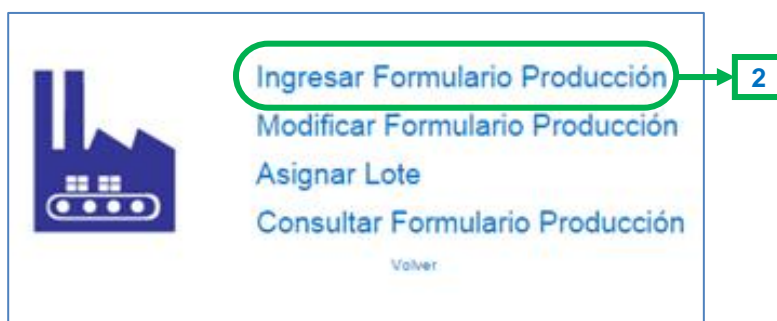 Ingresar Formulario Producción
2
Modificar Formulario Producción
Asignar Lote
Consultar Formulario Producción
Volver